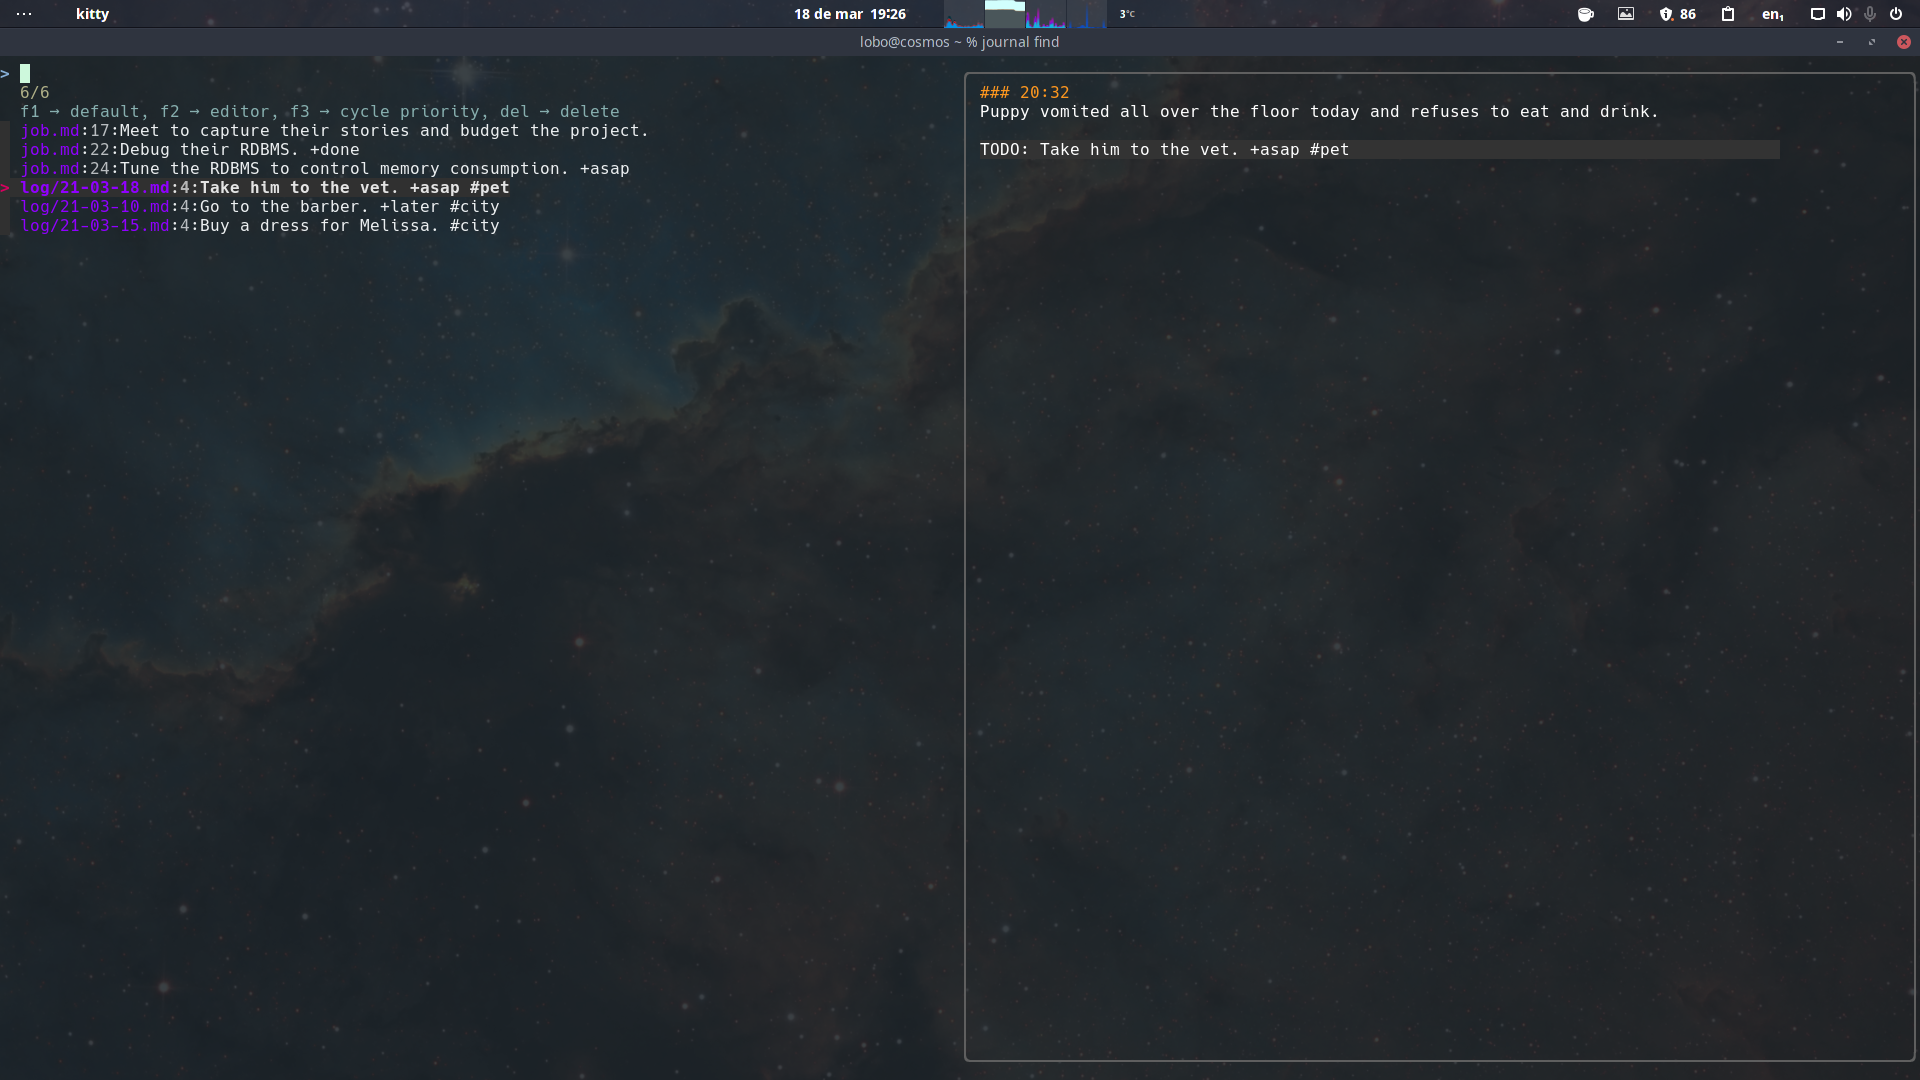 kitty
18 de mar 19:26
3°C
86
en₁
lobo@cosmos ~ % journal find
>
6/6
f1 → default, f2 → editor, f3 → cycle priority, del → delete
job.md:17:Meet to capture their stories and budget the project.
job.md:22:Debug their RDBMS. +done
job.md:24:Tune the RDBMS to control memory consumption. +asap
> log/21-03-18.md:4:Take him to the vet. +asap #pet
log/21-03-10.md:4:Go to the barber. +later #city
log/21-03-15.md:4:Buy a dress for Melissa. #city
### 20:32
Puppy vomited all over the floor today and refuses to eat and drink.
TODO: Take him to the vet. +asap #pet